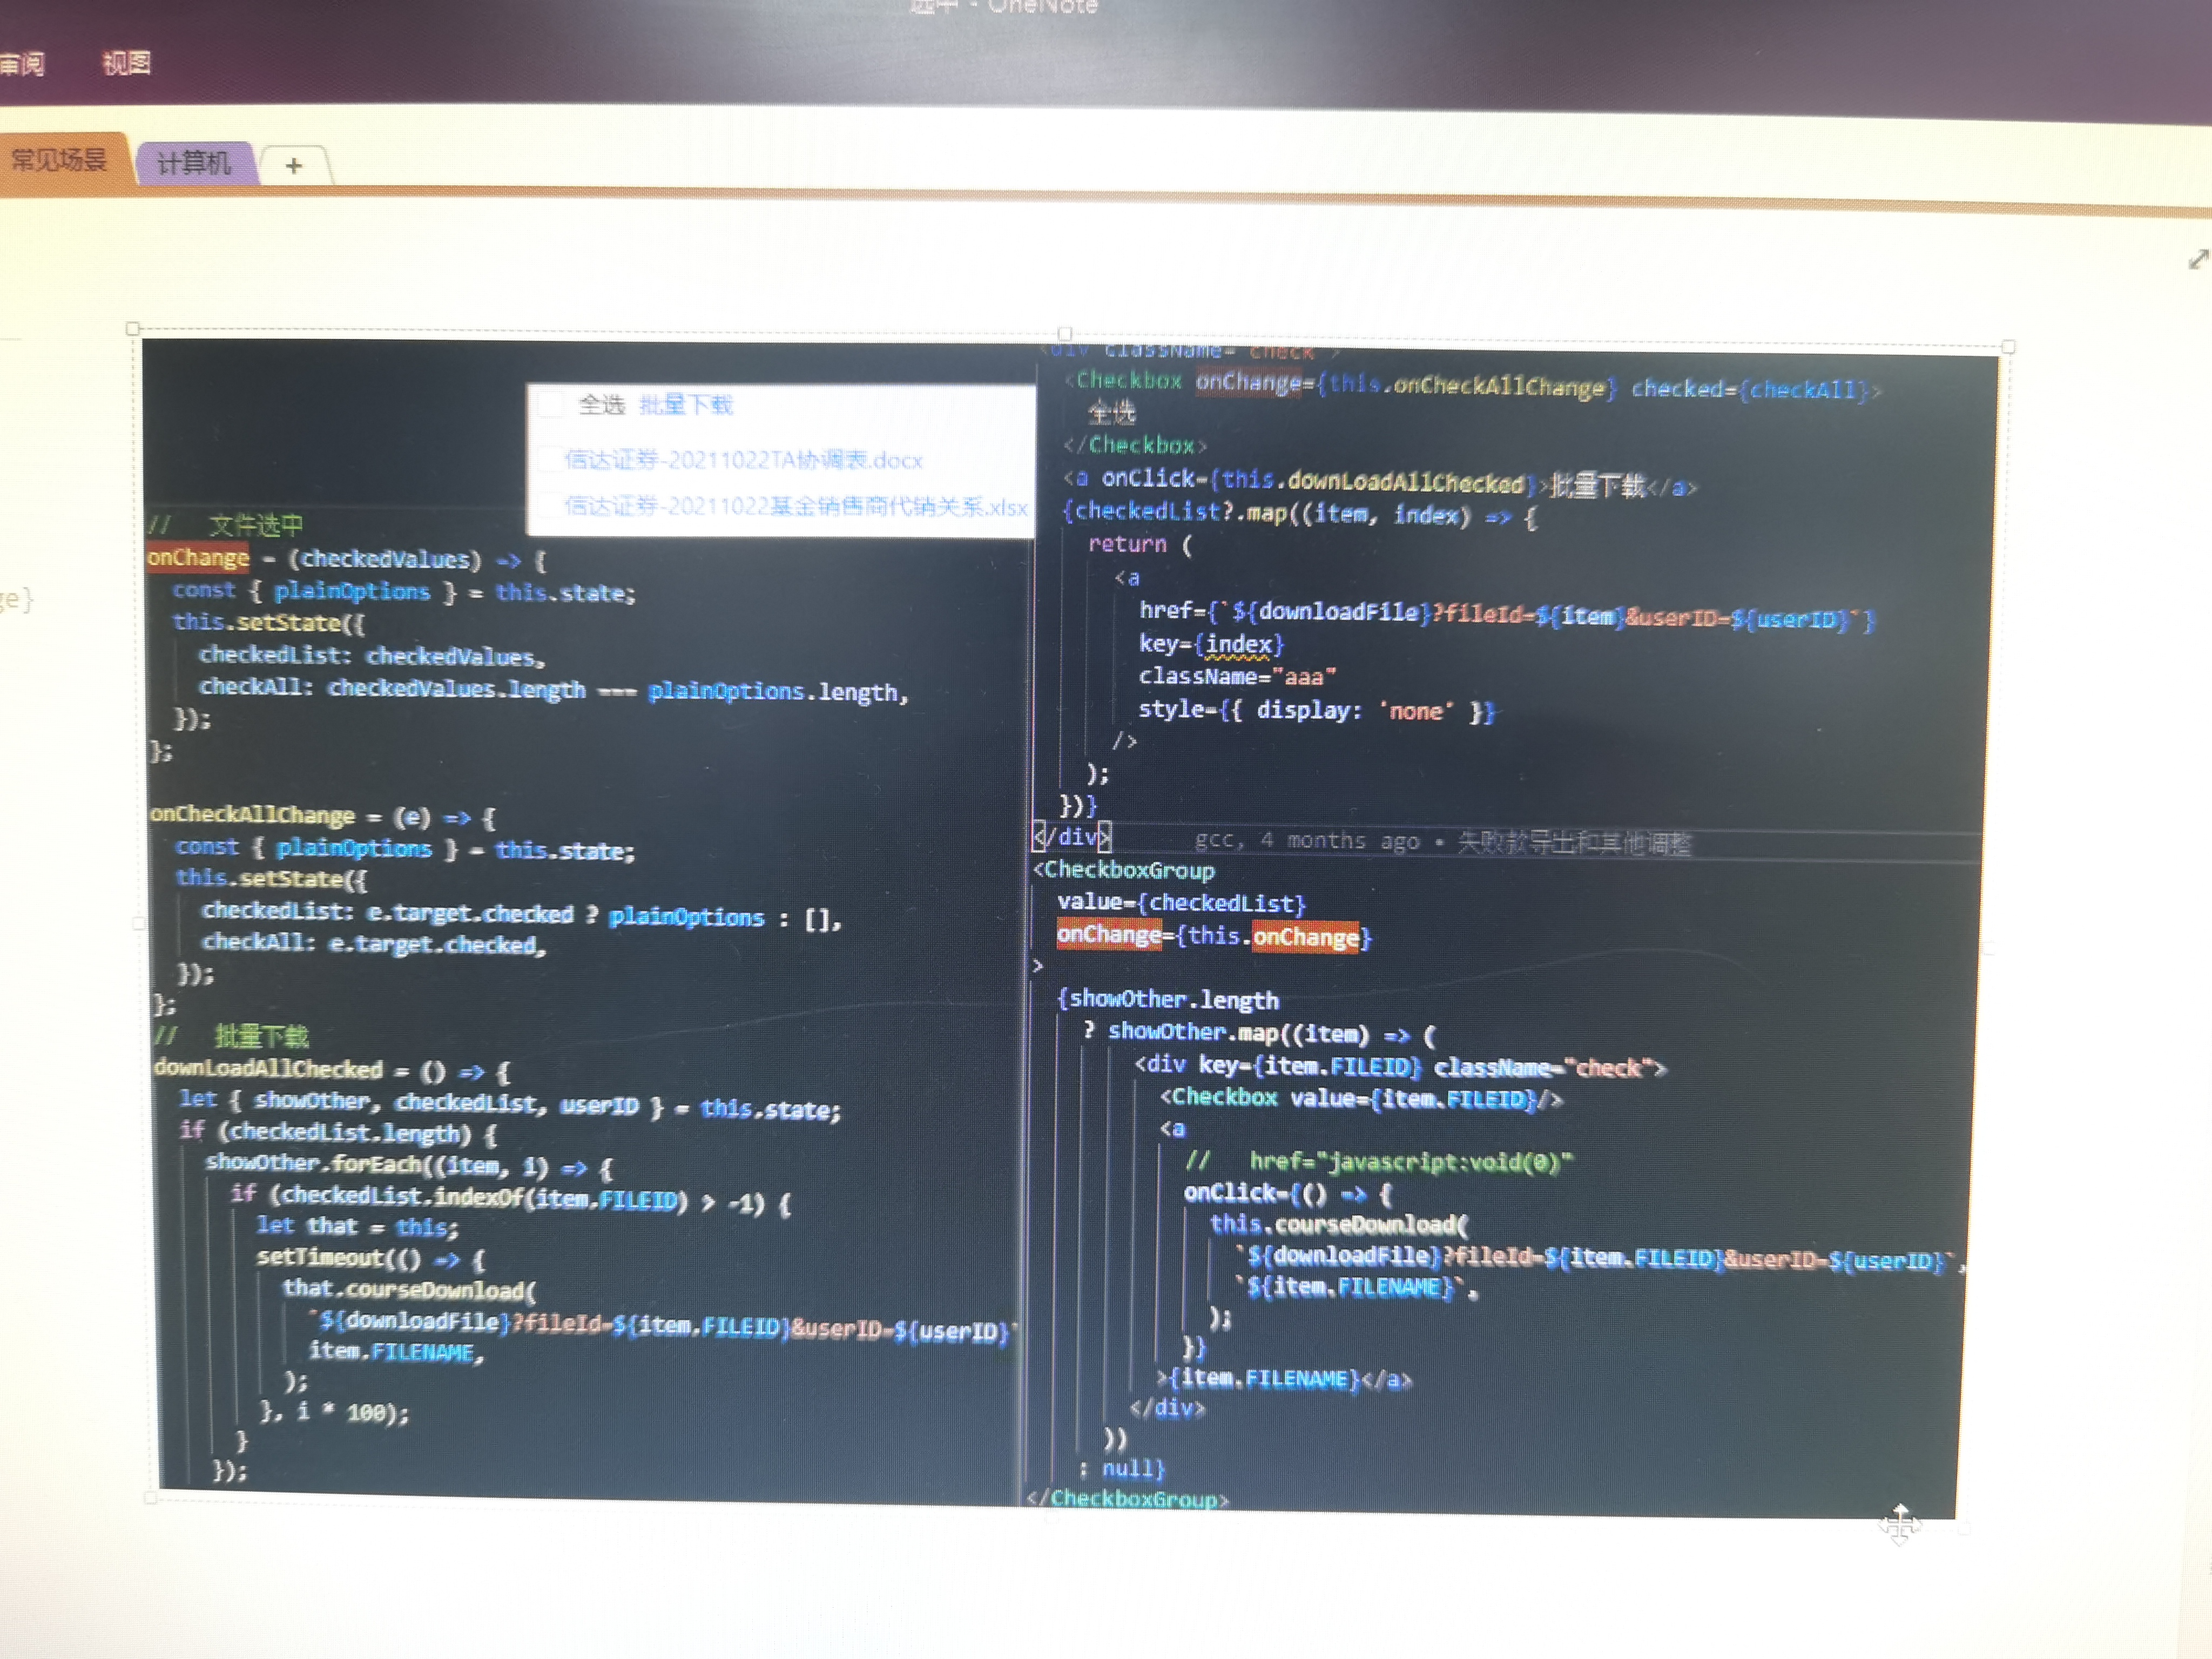 选中 - OneNote
审阅 视图
常见场景 计算机 +
ge}
全选 批量下载
信达证券-20211022TA协调表.docx
信达证券-20211022基金销售商代销关系.xlsx
// 文件选中
onChange = (checkedValues) => {
const { plainOptions } = this.state;
this.setState({
checkedList: checkedValues,
checkAll: checkedValues.length === plainOptions.length,
});
};
onCheckAllChange = (e) => {
const { plainOptions } = this.state;
this.setState({
checkedList: e.target.checked ? plainOptions : [],
checkAll: e.target.checked,
});
};
// 批量下载
downLoadAllChecked = () => {
let { showOther, checkedList, userID } = this.state;
if (checkedList.length) {
showOther.forEach((item, i) => {
if (checkedList.indexOf(item.FILEID) > -1) {
let that = this;
setTimeout(() => {
that.courseDownload(
`${downloadFile}?fileId=${item.FILEID}&userID=${userID}`
item.FILENAME,
);
}, i * 100);
}
});
<div className="check">
<Checkbox onChange={this.onCheckAllChange} checked={checkAll}>
全选
</Checkbox>
<a onClick={this.downLoadAllChecked}>批量下载</a>
{checkedList?.map((item, index) => {
return (
<a
href={`${downloadFile}?fileId=${item}&userID=${userID}`}
key={index}
className="aaa"
style={{ display: 'none' }}
/>
);
})}
</div> gcc, 4 months ago • 失败款导出和其他调整
<CheckboxGroup
value={checkedList}
onChange={this.onChange}
>
{showOther.length
? showOther.map((item) => (
<div key={item.FILEID} className="check">
<Checkbox value={item.FILEID}/>
<a
// href="javascript:void(0)"
onClick={() => {
this.courseDownload(
`${downloadFile}?fileId=${item.FILEID}&userID=${userID}`,
`${item.FILENAME}`,
);
}}
>{item.FILENAME}</a>
</div>
))
: null}
</CheckboxGroup>